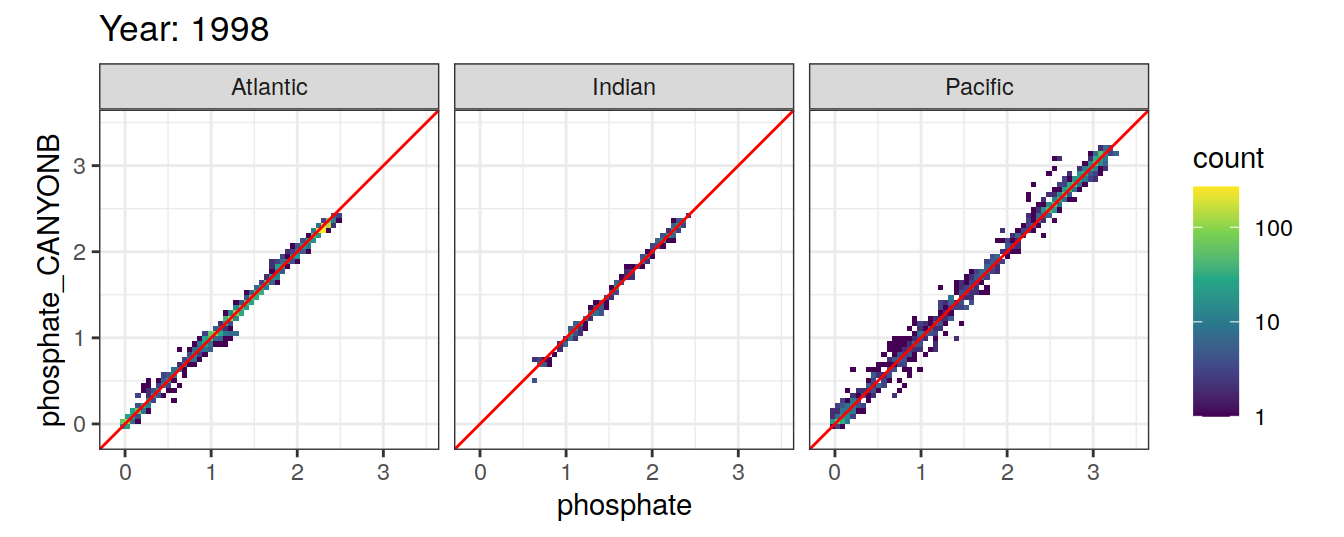 Year: 1998
Atlantic
Indian
Pacific
phosphate_CANYONB
3
2
1
0
0 1 2 3
0 1 2 3
0 1 2 3
phosphate
count
100
10
1